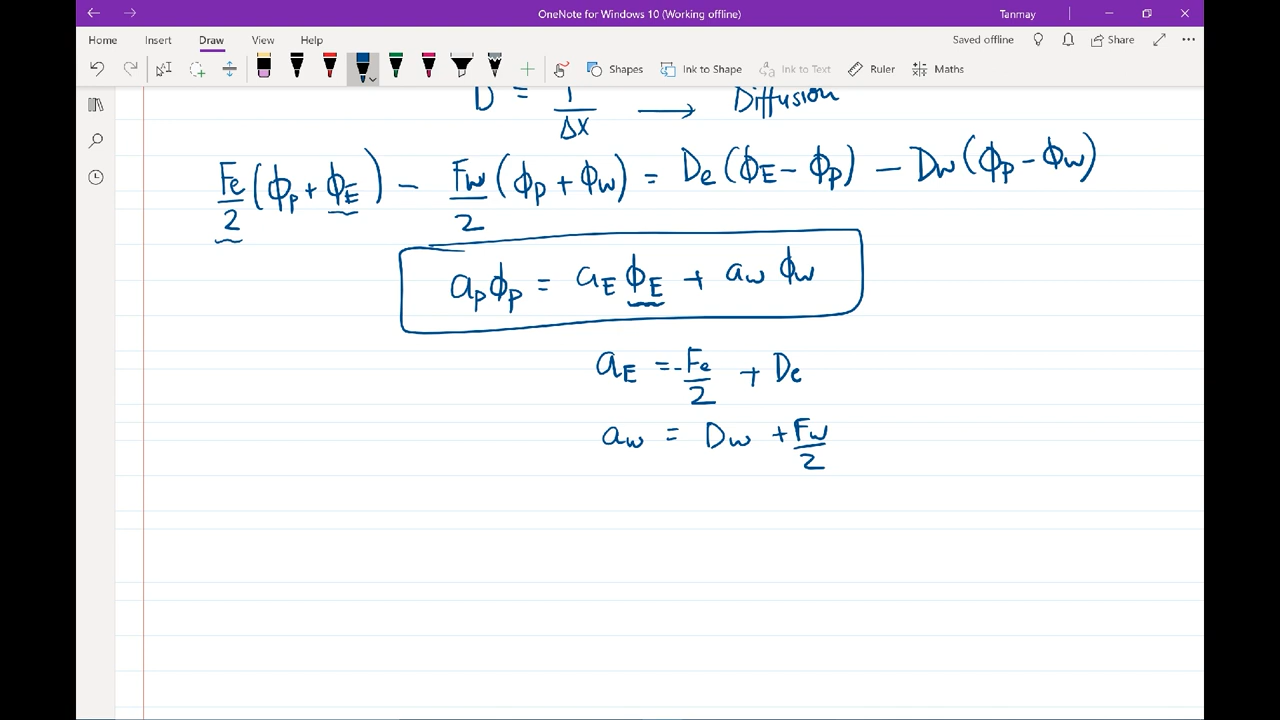 OneNote for Windows 10 (Working offline)
Tanmay
Home Insert Draw View Help
Saved offline Share
Shapes Ink to Shape Ink to Text Ruler Maths
D = 1/Δx → Diffusion
Fe/2 (ϕP + ϕE) - Fw/2 (ϕP + ϕw) = De (ϕE - ϕP) - Dw (ϕP - ϕw)
aPϕP = aEϕE + awϕw
aE = -Fe/2 + De
aw = Dw + Fw/2